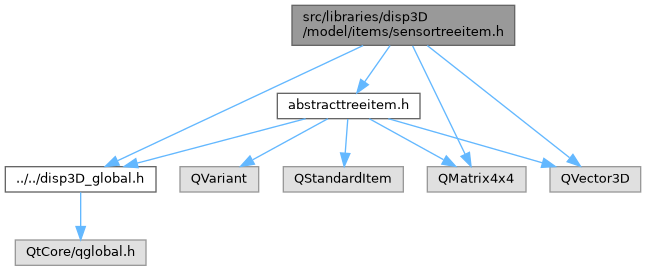 src/libraries/disp3D
/model/items/sensortreeitem.h
abstracttreeitem.h
../../disp3D_global.h
QVariant
QStandardItem
QMatrix4x4
QVector3D
QtCore/qglobal.h